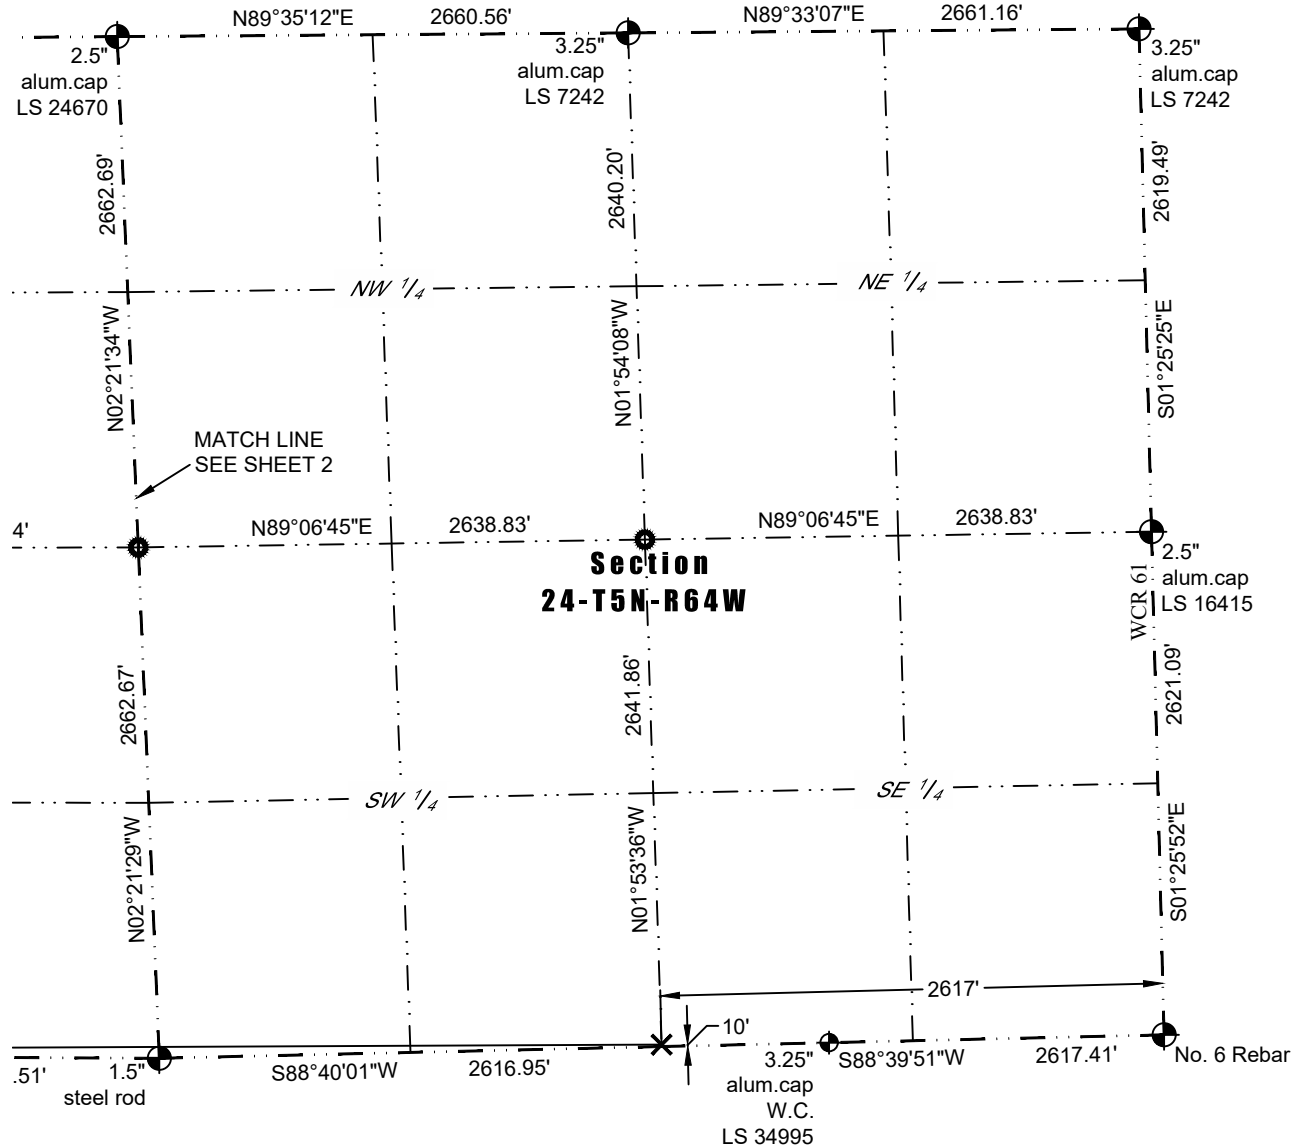 N89°35'12"E
2660.56'
N89°33'07"E
2661.16'
2.5"
alum.cap
LS 24670
3.25"
alum.cap
LS 7242
3.25"
alum.cap
LS 7242
2662.69'
2640.20'
2619.49'
NW 1/4
NE 1/4
N02°21'34"W
N01°54'08"W
S01°25'25"E
MATCH LINE
SEE SHEET 2
4'
N89°06'45"E
2638.83'
N89°06'45"E
2638.83'
Section
24-T5N-R64W
2.5"
alum.cap
LS 16415
WCR 61
2662.67'
2641.86'
2621.09'
SW 1/4
SE 1/4
N02°21'29"W
N01°53'36"W
S01°25'52"E
2617'
10'
.51'
1.5"
steel rod
S88°40'01"W
2616.95'
3.25"
alum.cap
W.C.
LS 34995
S88°39'51"W
2617.41'
No. 6 Rebar